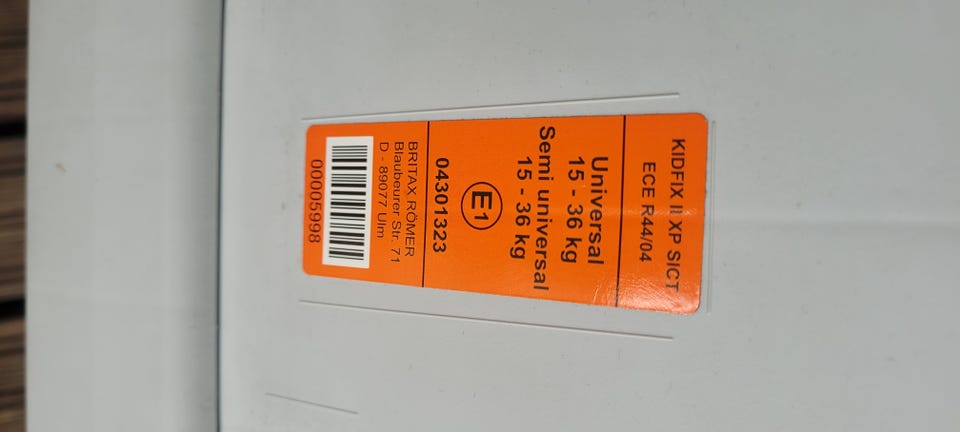 KIDFIX II XP SICT
ECE R44/04
Universal
15 - 36 kg
Semi universal
15 - 36 kg
E1
04301323
BRITAX RÖMER
Blaubeurer Str. 71
D - 89077 Ulm
00005998